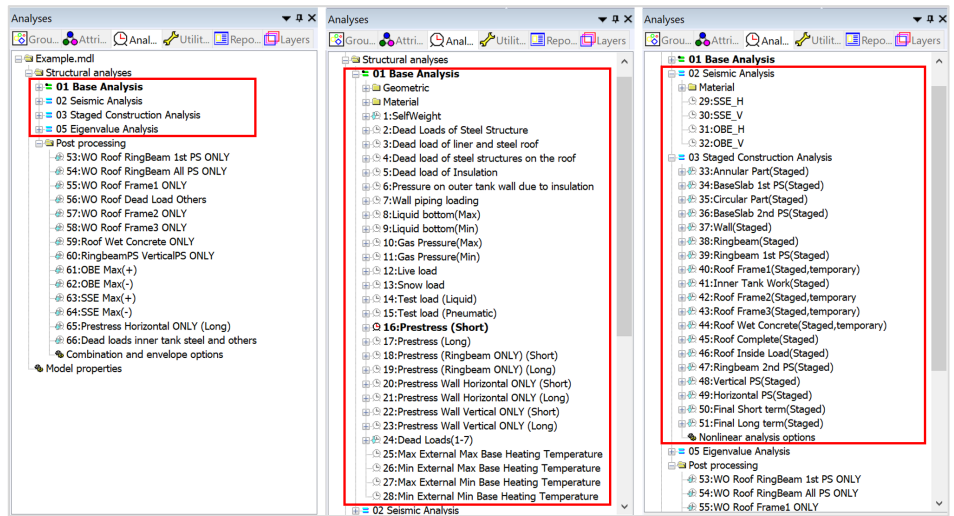 Analyses
Grou... Attri... Anal... Utilit... Repo... Layers
Example.mdl
Structural analyses
01 Base Analysis
02 Seismic Analysis
03 Staged Construction Analysis
05 Eigenvalue Analysis
Post processing
53:WO Roof RingBeam 1st PS ONLY
54:WO Roof RingBeam All PS ONLY
55:WO Roof Frame1 ONLY
56:WO Roof Dead Load Others
57:WO Roof Frame2 ONLY
58:WO Roof Frame3 ONLY
59:Roof Wet Concrete ONLY
60:RingbeamPS VerticalPS ONLY
61:OBE Max(+)
62:OBE Max(-)
63:SSE Max(+)
64:SSE Max(-)
65:Prestress Horizontal ONLY (Long)
66:Dead loads inner tank steel and others
Combination and envelope options
Model properties
Analyses
Grou... Attri... Anal... Utilit... Repo... Layers
Structural analyses
01 Base Analysis
Geometric
Material
1:SelfWeight
2:Dead Loads of Steel Structure
3:Dead load of liner and steel roof
4:Dead load of steel structures on the roof
5:Dead load of Insulation
6:Pressure on outer tank wall due to insulation
7:Wall piping loading
8:Liquid bottom(Max)
9:Liquid bottom(Min)
10:Gas Pressure(Max)
11:Gas Pressure(Min)
12:Live load
13:Snow load
14:Test load (Liquid)
15:Test load (Pneumatic)
16:Prestress (Short)
17:Prestress (Long)
18:Prestress (Ringbeam ONLY) (Short)
19:Prestress (Ringbeam ONLY) (Long)
20:Prestress Wall Horizontal ONLY (Short)
21:Prestress Wall Horizontal ONLY (Long)
22:Prestress Wall Vertical ONLY (Short)
23:Prestress Wall Vertical ONLY (Long)
24:Dead Loads(1-7)
25:Max External Max Base Heating Temperature
26:Min External Max Base Heating Temperature
27:Max External Min Base Heating Temperature
28:Min External Min Base Heating Temperature
02 Seismic Analysis
Analyses
Grou... Attri... Anal... Utilit... Repo... Layers
01 Base Analysis
02 Seismic Analysis
Material
29:SSE_H
30:SSE_V
31:OBE_H
32:OBE_V
03 Staged Construction Analysis
33:Annular Part(Staged)
34:BaseSlab 1st PS(Staged)
35:Circular Part(Staged)
36:BaseSlab 2nd PS(Staged)
37:Wall(Staged)
38:Ringbeam(Staged)
39:Ringbeam 1st PS(Staged)
40:Roof Frame1(Staged,temporary)
41:Inner Tank Work(Staged)
42:Roof Frame2(Staged,temporary
43:Roof Frame3(Staged,temporary)
44:Roof Wet Concrete(Staged,temporary)
45:Roof Complete(Staged)
46:Roof Inside Load(Staged)
47:Ringbeam 2nd PS(Staged)
48:Vertical PS(Staged)
49:Horizontal PS(Staged)
50:Final Short term(Staged)
51:Final Long term(Staged)
Nonlinear analysis options
05 Eigenvalue Analysis
Post processing
53:WO Roof RingBeam 1st PS ONLY
54:WO Roof RingBeam All PS ONLY
55:WO Roof Frame1 ONLY